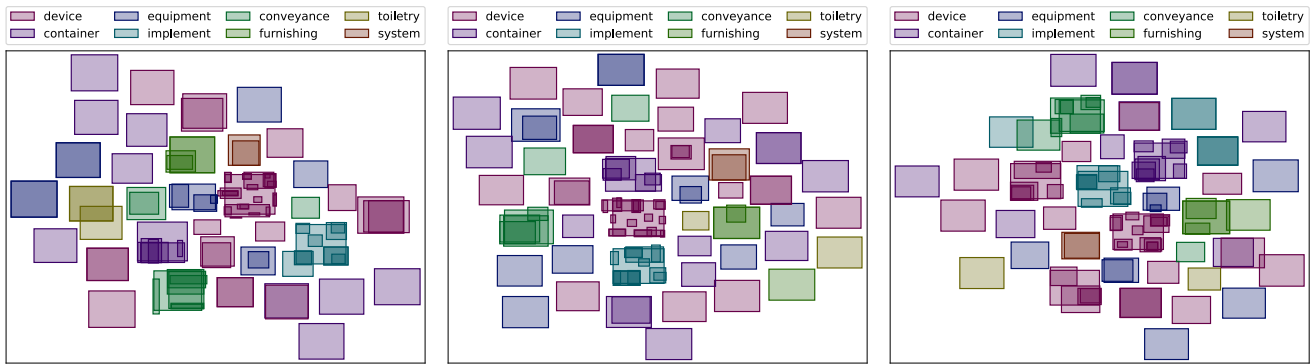 device equipment conveyance toiletry
container implement furnishing system
device equipment conveyance toiletry
container implement furnishing system
device equipment conveyance toiletry
container implement furnishing system